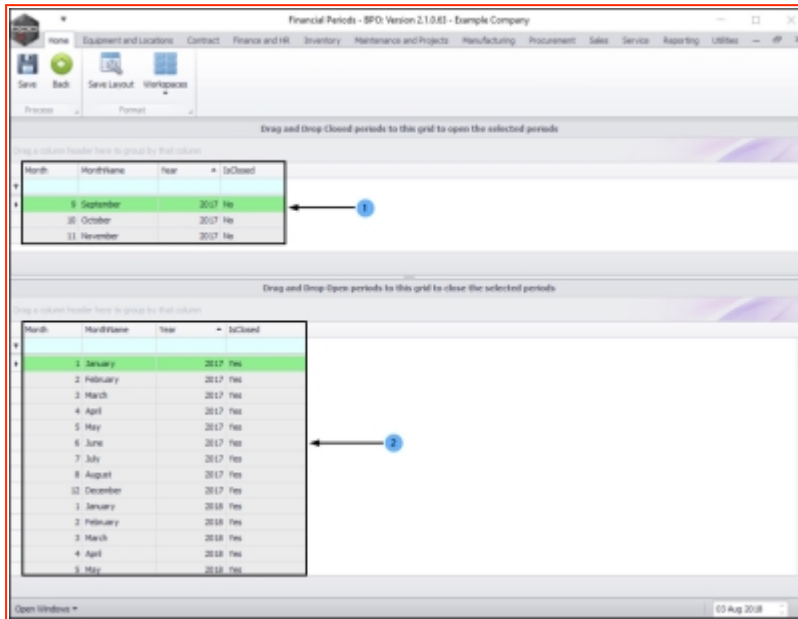 Financial Periods - BPO: Version 2.1.0.63 - Example Company
Home Equipment and Locations Contract Finance and HR Inventory Maintenance and Projects Manufacturing Procurement Sales Service Reporting Utilities
Save Back Save Layout Workspaces
Process Format
Drag and Drop Closed periods to this grid to open the selected periods
Drag a column header here to group by that column
Month MonthName Year IsClosed
9 September 2017 No
10 October 2017 No
11 November 2017 No
1
Drag and Drop Open periods to this grid to close the selected periods
Drag a column header here to group by that column
Month MonthName Year IsClosed
1 January 2017 Yes
2 February 2017 Yes
3 March 2017 Yes
4 April 2017 Yes
5 May 2017 Yes
6 June 2017 Yes
2
7 July 2017 Yes
8 August 2017 Yes
12 December 2017 Yes
1 January 2018 Yes
2 February 2018 Yes
3 March 2018 Yes
4 April 2018 Yes
5 May 2018 Yes
Open Windows 03 Aug 2018